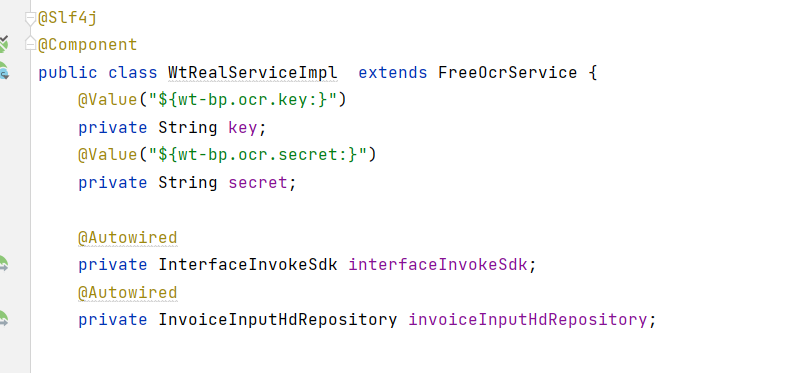 @Slf4j
@Component
public class WtRealServiceImpl  extends FreeOcrService {
    @Value("${wt-bp.ocr.key:}")
    private String key;
    @Value("${wt-bp.ocr.secret:}")
    private String secret;
    @Autowired
    private InterfaceInvokeSdk interfaceInvokeSdk;
    @Autowired
    private InvoiceInputHdRepository invoiceInputHdRepository;